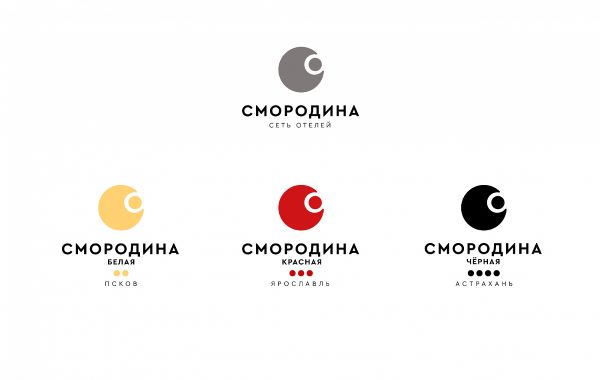 СМОРОДИНА
СЕТЬ ОТЕЛЕЙ
СМОРОДИНА
БЕЛАЯ
ПСКОВ
СМОРОДИНА
КРАСНАЯ
ЯРОСЛАВЛЬ
СМОРОДИНА
ЧЁРНАЯ
АСТРАХАНЬ